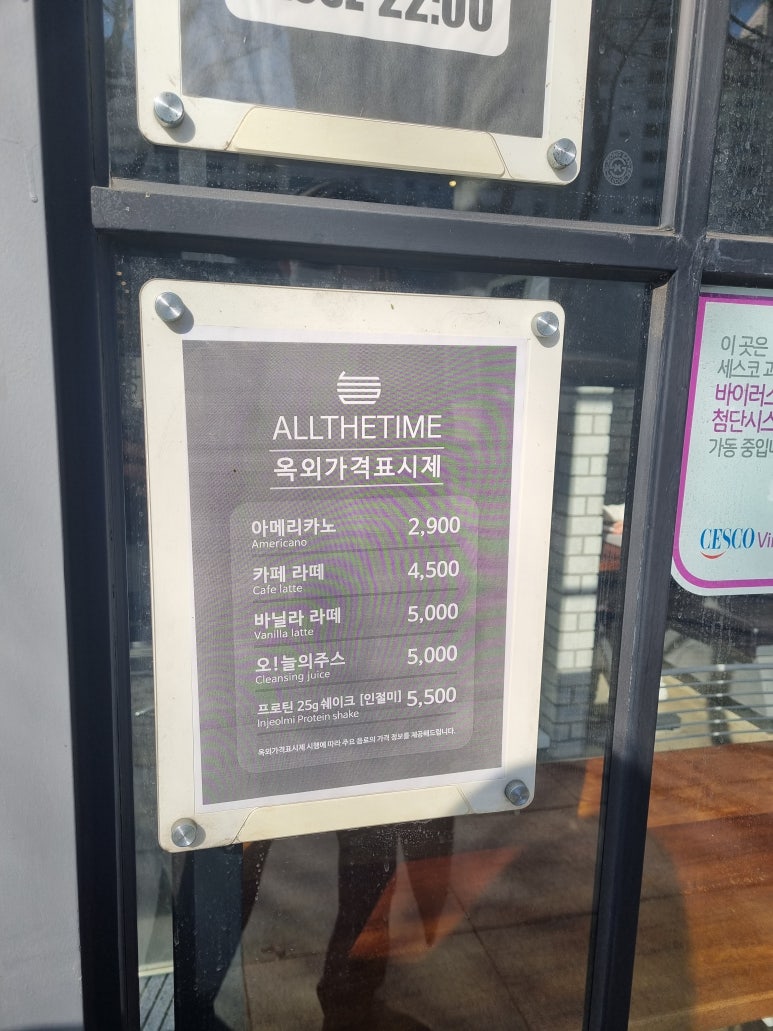 22:00
ALLTHETIME
옥외가격표시제
아메리카노 2,900
Americano
카페 라떼 4,500
Cafe latte
바닐라 라떼 5,000
Vanilla latte
오!늘의주스 5,000
Cleansing juice
프로틴 25g 쉐이크 [인절미] 5,500
Injeolmi Protein shake
옥외가격표시제 시행에 따라 주요 음료의 가격 정보를 제공해드립니다.
이 곳은
세스코
바이러스
첨단시스
가동 중입니
CESCO